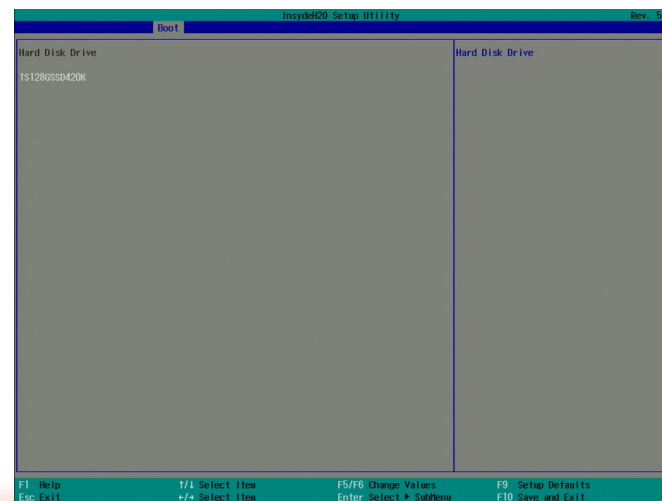 InsydeH20 Setup Utility Rev. 5
Boot
Hard Disk Drive
Hard Disk Drive
TS128GSSD420K
F1 Help ↑/↓ Select Item F5/F6 Change Values F9 Setup Defaults
Esc Exit ←/→ Select Item Enter Select ▶ SubMenu F10 Save and Exit